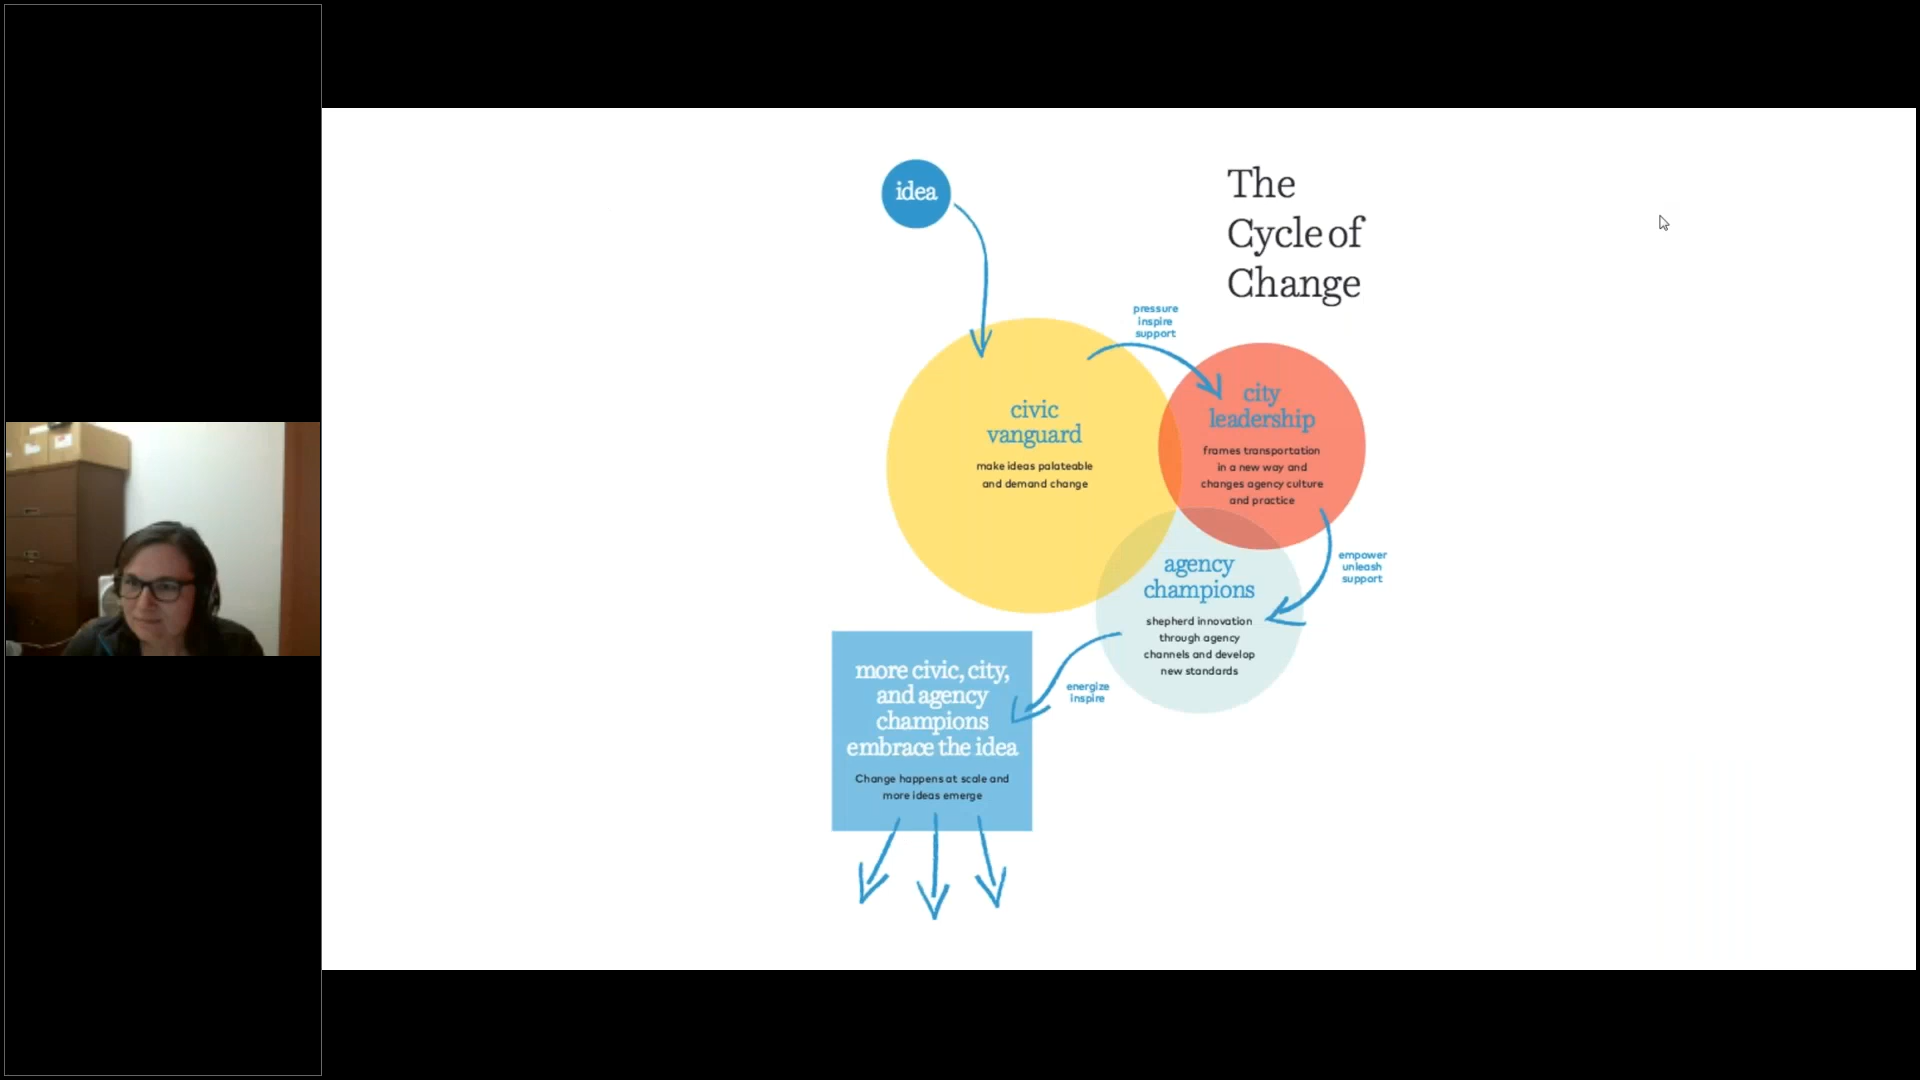 idea
The
Cycle of
Change
pressure
inspire
support
civic
vanguard
make ideas palateable
and demand change
city
leadership
frames transportation
in a new way and
changes agency culture
and practice
empower
unleash
support
agency
champions
shepherd innovation
through agency
channels and develop
new standards
energize
inspire
more civic, city,
and agency
champions
embrace the idea
Change happens at scale and
more ideas emerge